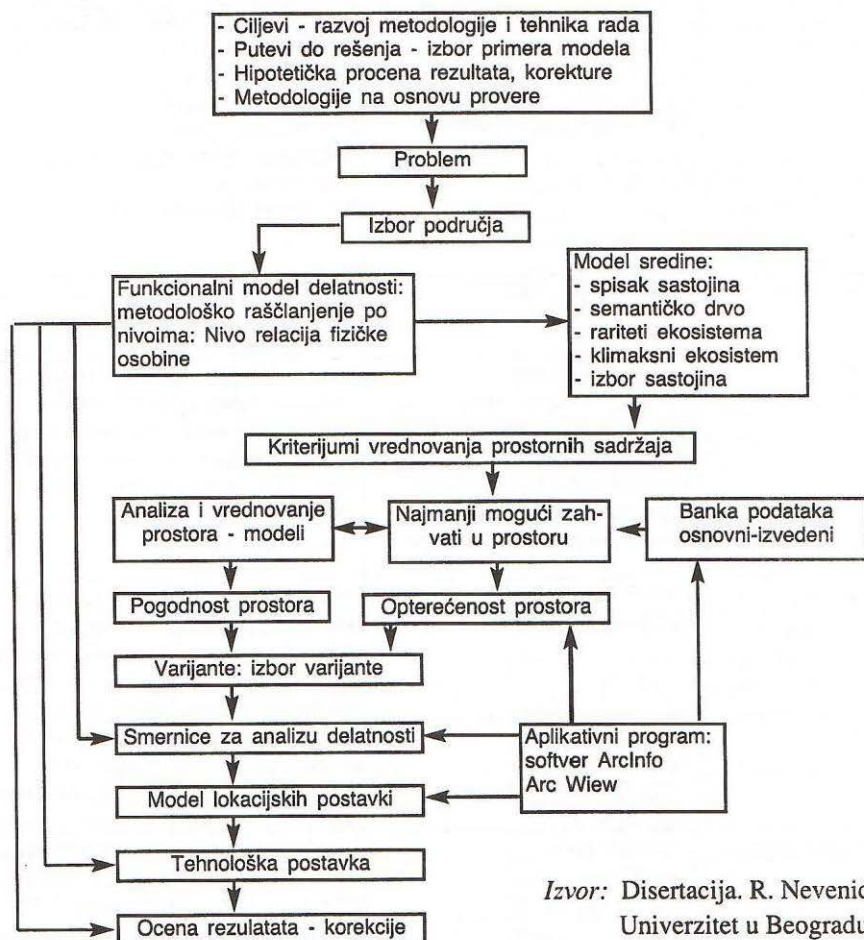 - Ciljevi - razvoj metodologije i tehnika rada
- Putevi do rešenja - izbor primera modela
- Hipotetička procena rezultata, korekture
- Metodologije na osnovu provere
Problem
Izbor područja
Funkcionalni model delatnosti:
metodološko raščlanjenje po
nivoima: Nivo relacija fizičke
osobine
Model sredine:
- spisak sastojina
- semantičko drvo
- rariteti ekosistema
- klimaksni ekosistem
- izbor sastojina
Kriterijumi vrednovanja prostornih sadržaja
Analiza i vrednovanje
prostora - modeli
Najmanji mogući zah-
vati u prostoru
Banka podataka
osnovni-izvedeni
Pogodnost prostora
Opterećenost prostora
Varijante: izbor varijante
Smernice za analizu delatnosti
Aplikativni program:
softver ArcInfo
Arc Wiew
Model lokacijskih postavki
Tehnološka postavka
Ocena rezultata - korekcije
Izvor: Disertacija. R. Nevenic
Univerzitet u Beogradu